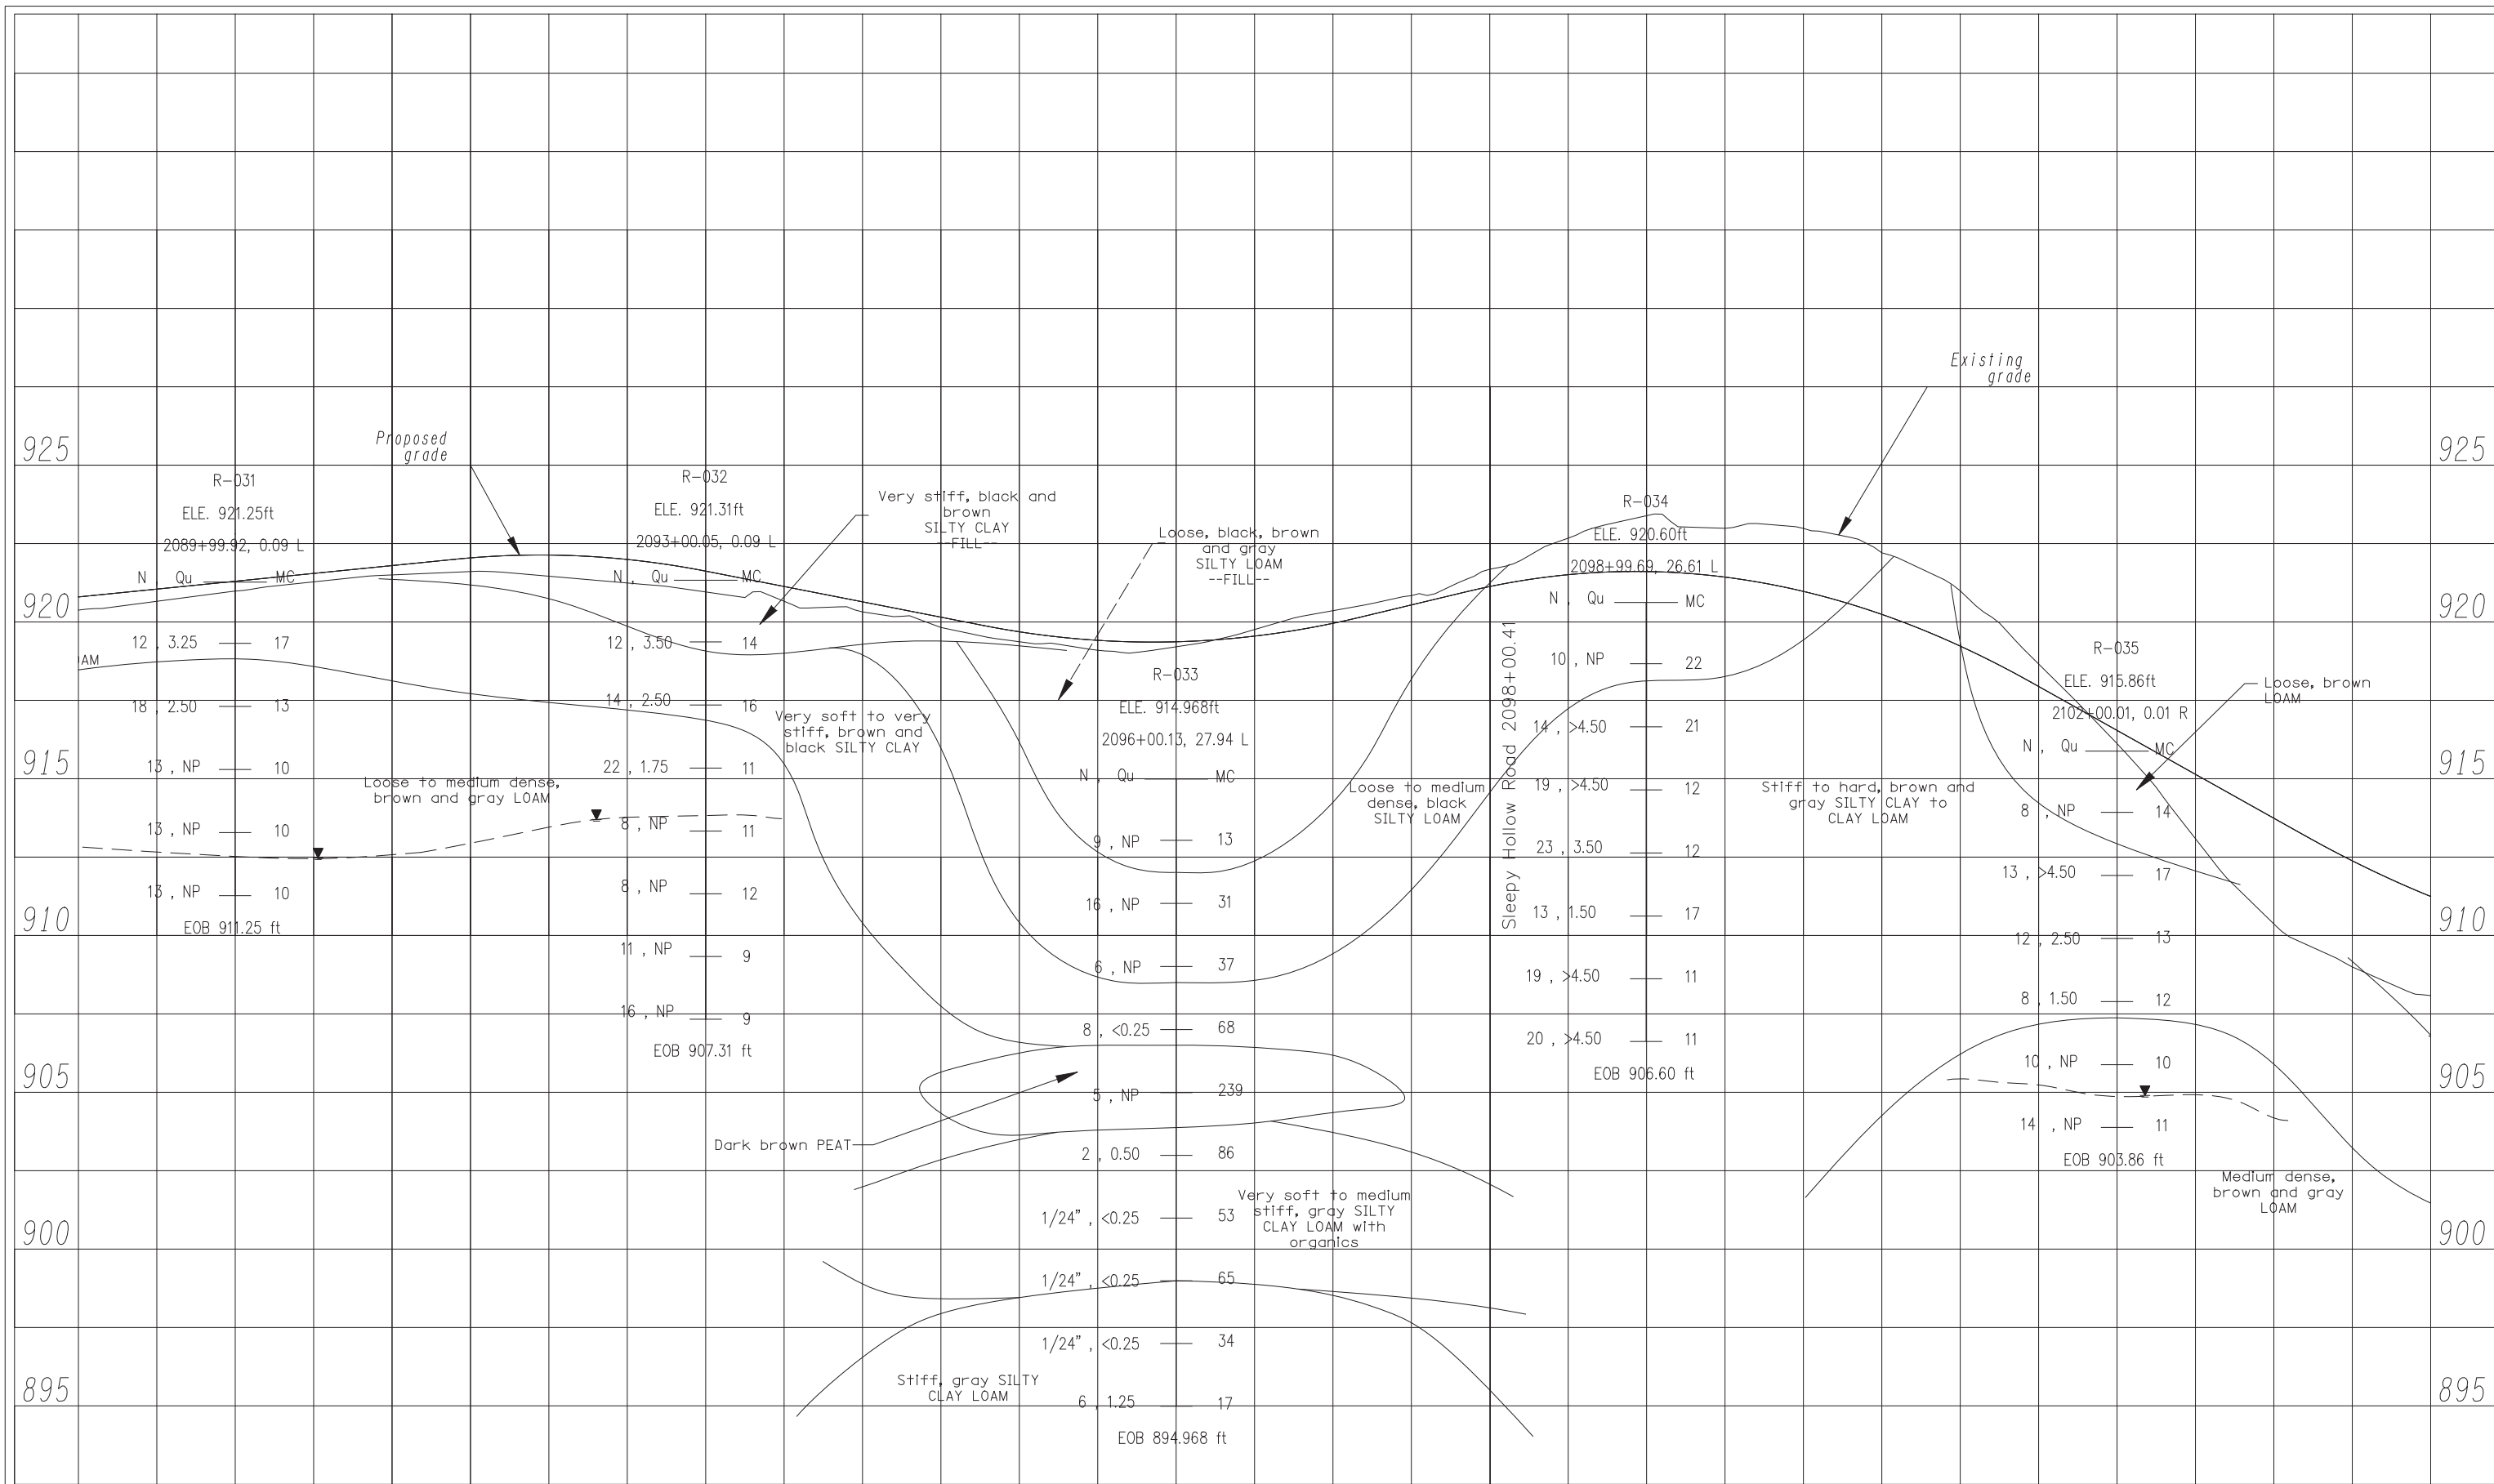 Existing
grade
Proposed
grade
925
925
R-031
ELE. 921.25ft
2089+99.92, 0.09 L
N , Qu MC
12 , 3.25 17
18 , 2.50 13
13 , NP 10
13 , NP 10
13 , NP 10
EOB 911.25 ft
R-032
ELE. 921.31ft
2093+00.05, 0.09 L
N , Qu MC
12 , 3.50 14
14 , 2.50 16
22 , 1.75 11
8 , NP 11
8 , NP 12
11 , NP 9
16 , NP 9
EOB 907.31 ft
Very stiff, black and
brown
SILTY CLAY
--FILL--
Loose, black, brown
and gray
SILTY LOAM
--FILL--
R-033
ELE. 914.968ft
2096+00.13, 27.94 L
N , Qu MC
9 , NP 13
16 , NP 31
6 , NP 37
8 , <0.25 68
5 , NP 239
2 , 0.50 86
1/24" , <0.25 53
1/24" , <0.25 65
1/24" , <0.25 34
6 , 1.25 17
EOB 894.968 ft
R-034
ELE. 920.60ft
2098+99.69, 26.61 L
N , Qu MC
10 , NP 22
14 , >4.50 21
19 , >4.50 12
23 , 3.50 12
13 , 1.50 17
19 , >4.50 11
20 , >4.50 11
EOB 906.60 ft
R-035
ELE. 915.86ft
2102+00.01, 0.01 R
N , Qu MC
8 , NP 14
13 , >4.50 17
12 , 2.50 13
8 , 1.50 12
10 , NP 10
14 , NP 11
EOB 903.86 ft
Loose, brown
LOAM
920
920
AM
Very soft to very
stiff, brown and
black SILTY CLAY
915
915
Loose to medium dense,
brown and gray LOAM
Loose to medium
dense, black
SILTY LOAM
Sleepy Hollow Road 2098+00.41
Stiff to hard, brown and
gray SILTY CLAY to
CLAY LOAM
910
910
905
905
Dark brown PEAT
Very soft to medium
stiff, gray SILTY
CLAY LOAM with
organics
Medium dense,
brown and gray
LOAM
900
900
Stiff, gray SILTY
CLAY LOAM
895
895